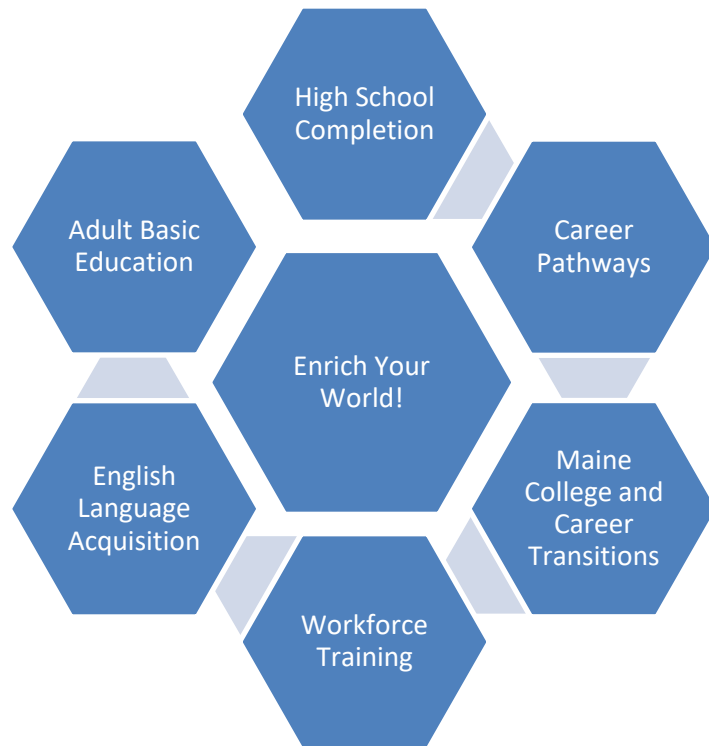 High School
Completion
Adult Basic
Education
Career
Pathways
Enrich Your
World!
English
Language
Acquisition
Maine
College and
Career
Transitions
Workforce
Training